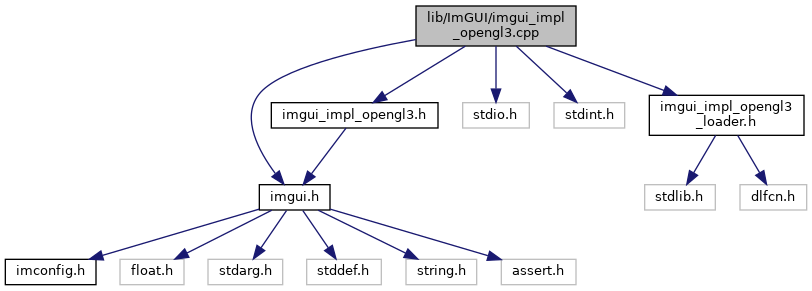 lib/ImGUI/imgui_impl
_opengl3.cpp
imgui_impl_opengl3.h
stdio.h
stdint.h
imgui_impl_opengl3
_loader.h
imgui.h
stdlib.h
dlfcn.h
imconfig.h
float.h
stdarg.h
stddef.h
string.h
assert.h